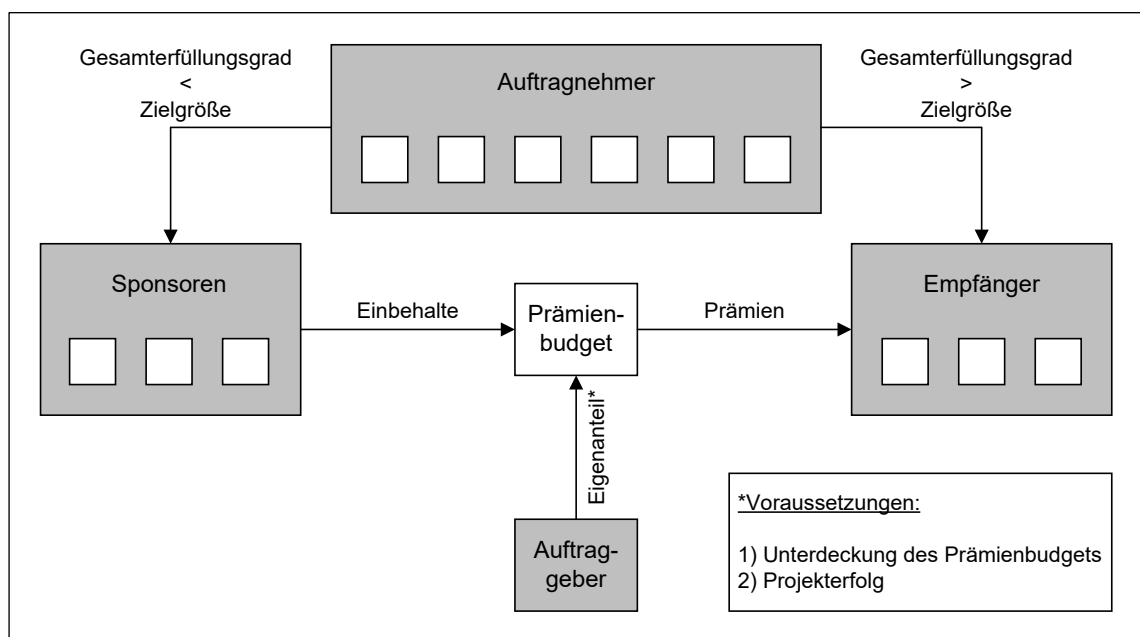 Gesamterfüllungsgrad
<
Zielgröße
Auftragnehmer
Gesamterfüllungsgrad
>
Zielgröße
Sponsoren
Einbehalte
Prämien-
budget
Prämien
Empfänger
Eigenanteil*
Auftrag-
geber
*Voraussetzungen:
1) Unterdeckung des Prämienbudgets
2) Projekterfolg